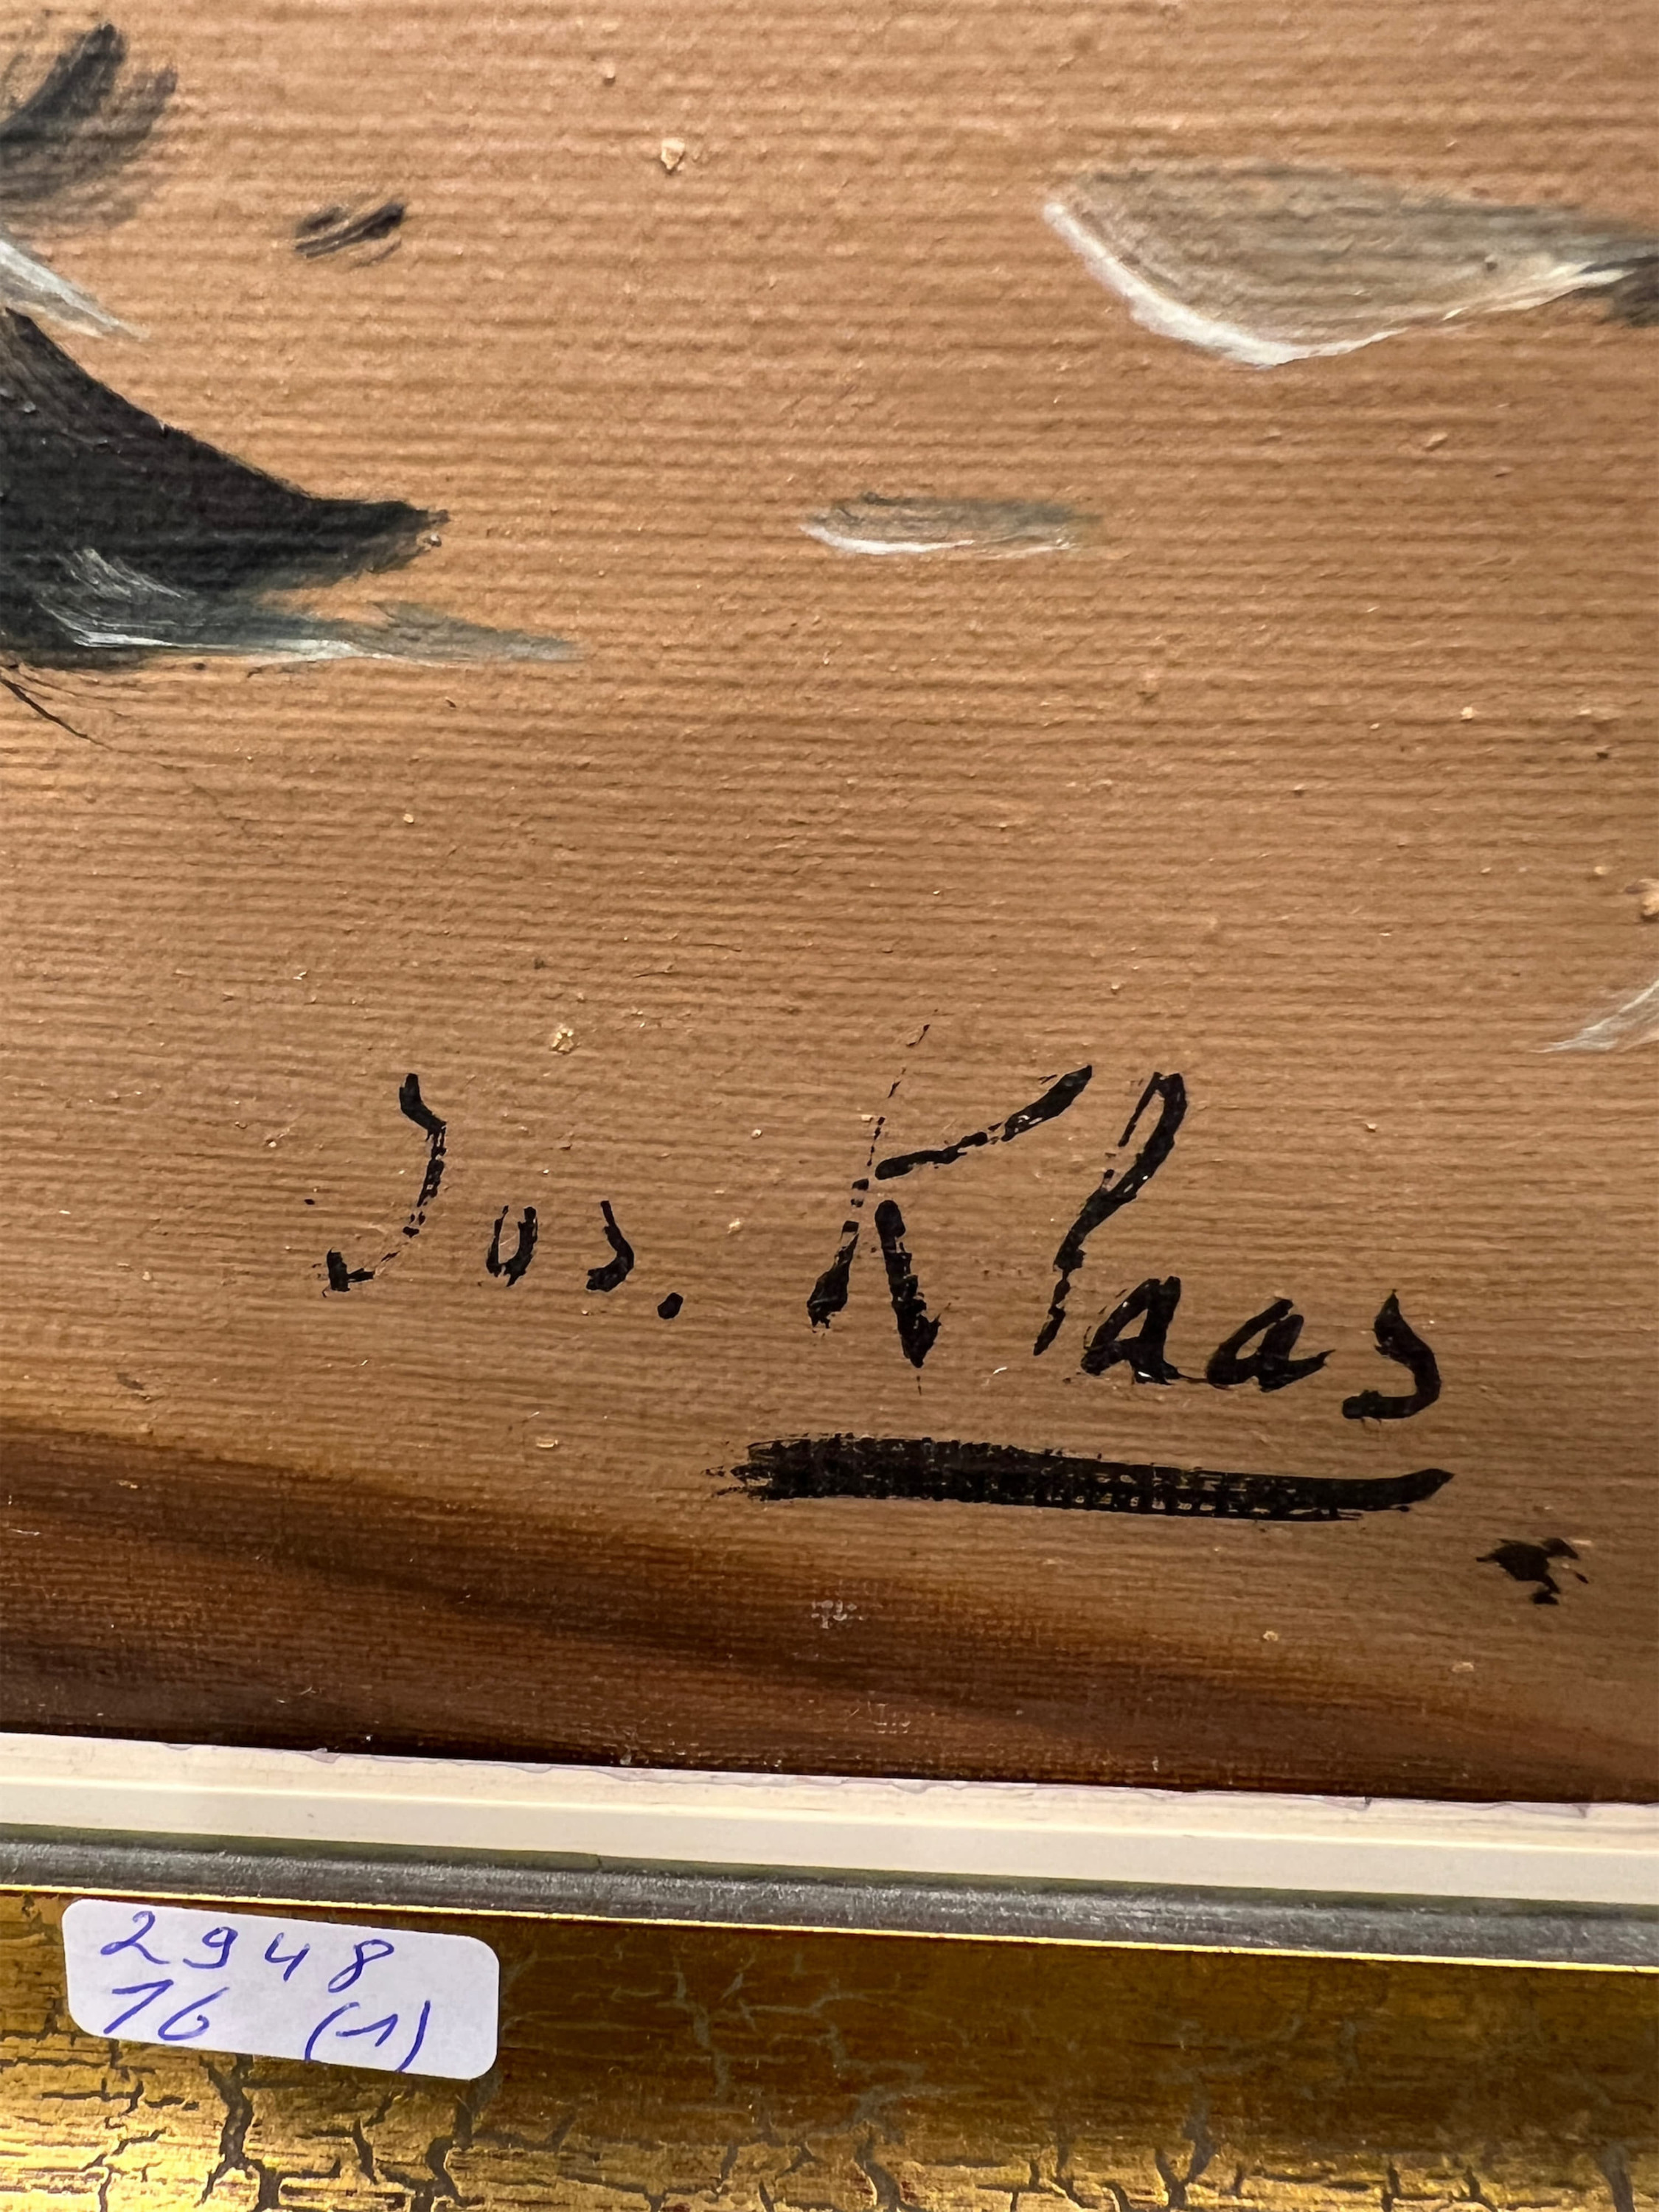 Jos. Klaas
2948
16 (1)